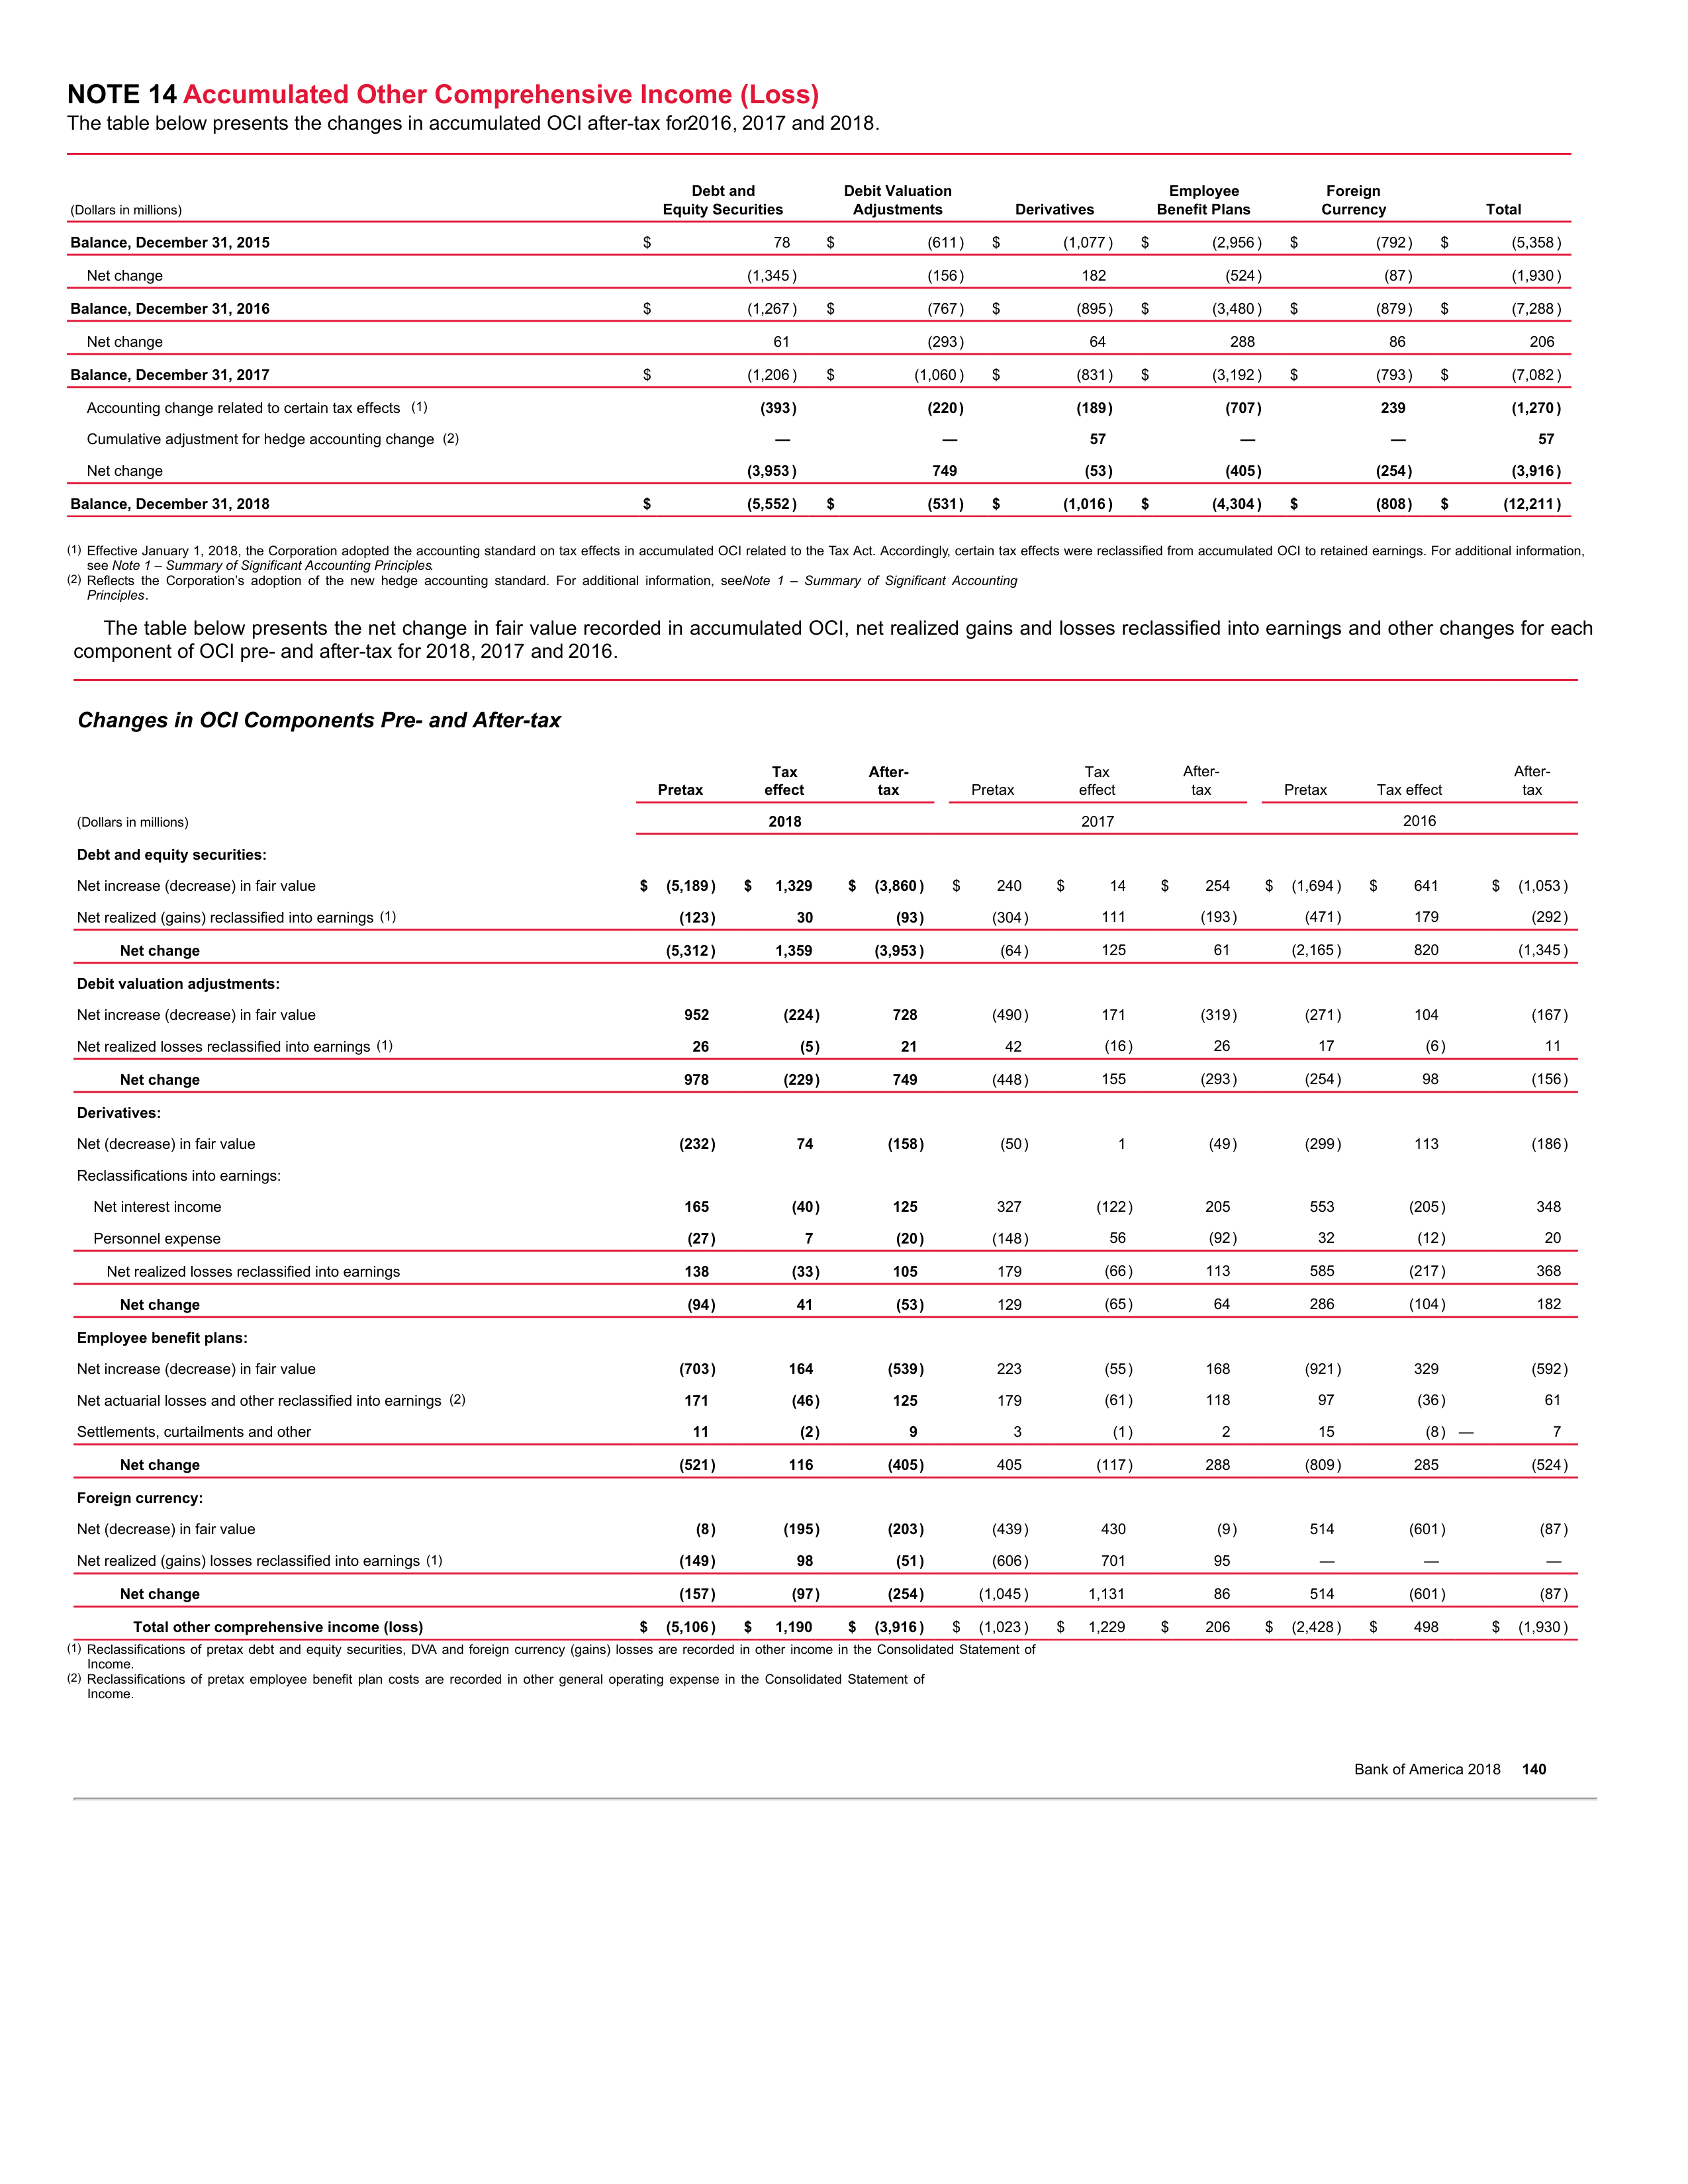 NOTE 14 Accumulated Other Comprehensive Income (Loss)
The table below presents the changes in accumulated OCI after-tax for2016, 2017 and 2018.
(Dollars in millions) Debt and Equity Securities Debit Valuation Adjustments Derivatives Employee Benefit Plans Foreign Currency Total
Balance, December 31, 2015 $ 78 $ (611) $ (1,077) $ (2,956) $ (792) $ (5,358)
Net change (1,345) (156) 182 (524) (87) (1,930)
Balance, December 31, 2016 $ (1,267) $ (767) $ (895) $ (3,480) $ (879) $ (7,288)
Net change 61 (293) 64 288 86 206
Balance, December 31, 2017 $ (1,206) $ (1,060) $ (831) $ (3,192) $ (793) $ (7,082)
Accounting change related to certain tax effects (1) (393) (220) (189) (707) 239 (1,270)
Cumulative adjustment for hedge accounting change (2) — — 57 — — 57
Net change (3,953) 749 (53) (405) (254) (3,916)
Balance, December 31, 2018 $ (5,552) $ (531) $ (1,016) $ (4,304) $ (808) $ (12,211)
(1) Effective January 1, 2018, the Corporation adopted the accounting standard on tax effects in accumulated OCI related to the Tax Act. Accordingly, certain tax effects were reclassified from accumulated OCI to retained earnings. For additional information,
see Note 1 – Summary of Significant Accounting Principles.
(2) Reflects the Corporation's adoption of the new hedge accounting standard. For additional information, seeNote 1 – Summary of Significant Accounting
Principles.
The table below presents the net change in fair value recorded in accumulated OCI, net realized gains and losses reclassified into earnings and other changes for each
component of OCI pre- and after-tax for 2018, 2017 and 2016.
Changes in OCI Components Pre- and After-tax
Pretax Tax effect After-tax Pretax Tax effect After-tax Pretax Tax effect After-tax
(Dollars in millions) 2018 2017 2016
Debt and equity securities:
Net increase (decrease) in fair value $ (5,189) $ 1,329 $ (3,860) $ 240 $ 14 $ 254 $ (1,694) $ 641 $ (1,053)
Net realized (gains) reclassified into earnings (1) (123) 30 (93) (304) 111 (193) (471) 179 (292)
Net change (5,312) 1,359 (3,953) (64) 125 61 (2,165) 820 (1,345)
Debit valuation adjustments:
Net increase (decrease) in fair value 952 (224) 728 (490) 171 (319) (271) 104 (167)
Net realized losses reclassified into earnings (1) 26 (5) 21 42 (16) 26 17 (6) 11
Net change 978 (229) 749 (448) 155 (293) (254) 98 (156)
Derivatives:
Net (decrease) in fair value (232) 74 (158) (50) 1 (49) (299) 113 (186)
Reclassifications into earnings:
Net interest income 165 (40) 125 327 (122) 205 553 (205) 348
Personnel expense (27) 7 (20) (148) 56 (92) 32 (12) 20
Net realized losses reclassified into earnings 138 (33) 105 179 (66) 113 585 (217) 368
Net change (94) 41 (53) 129 (65) 64 286 (104) 182
Employee benefit plans:
Net increase (decrease) in fair value (703) 164 (539) 223 (55) 168 (921) 329 (592)
Net actuarial losses and other reclassified into earnings (2) 171 (46) 125 179 (61) 118 97 (36) 61
Settlements, curtailments and other 11 (2) 9 3 (1) 2 15 (8) — 7
Net change (521) 116 (405) 405 (117) 288 (809) 285 (524)
Foreign currency:
Net (decrease) in fair value (8) (195) (203) (439) 430 (9) 514 (601) (87)
Net realized (gains) losses reclassified into earnings (1) (149) 98 (51) (606) 701 95 — — —
Net change (157) (97) (254) (1,045) 1,131 86 514 (601) (87)
Total other comprehensive income (loss) $ (5,106) $ 1,190 $ (3,916) $ (1,023) $ 1,229 $ 206 $ (2,428) $ 498 $ (1,930)
(1) Reclassifications of pretax debt and equity securities, DVA and foreign currency (gains) losses are recorded in other income in the Consolidated Statement of
Income.
(2) Reclassifications of pretax employee benefit plan costs are recorded in other general operating expense in the Consolidated Statement of
Income.
Bank of America 2018 140